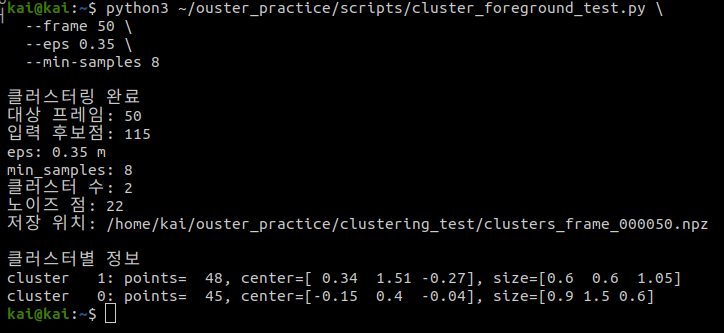 kai@kai:~$ python3 ~/ouster_practice/scripts/cluster_foreground_test.py \
  --frame 50 \
  --eps 0.35 \
  --min-samples 8

클러스터링 완료
대상 프레임: 50
입력 후보점: 115
eps: 0.35 m
min_samples: 8
클러스터 수: 2
노이즈 점: 22
저장 위치: /home/kai/ouster_practice/clustering_test/clusters_frame_000050.npz

클러스터별 정보
cluster   1: points=  48, center=[ 0.34  1.51 -0.27], size=[0.6  0.6  1.05]
cluster   0: points=  45, center=[-0.15  0.4  -0.04], size=[0.9 1.5 0.6]
kai@kai:~$